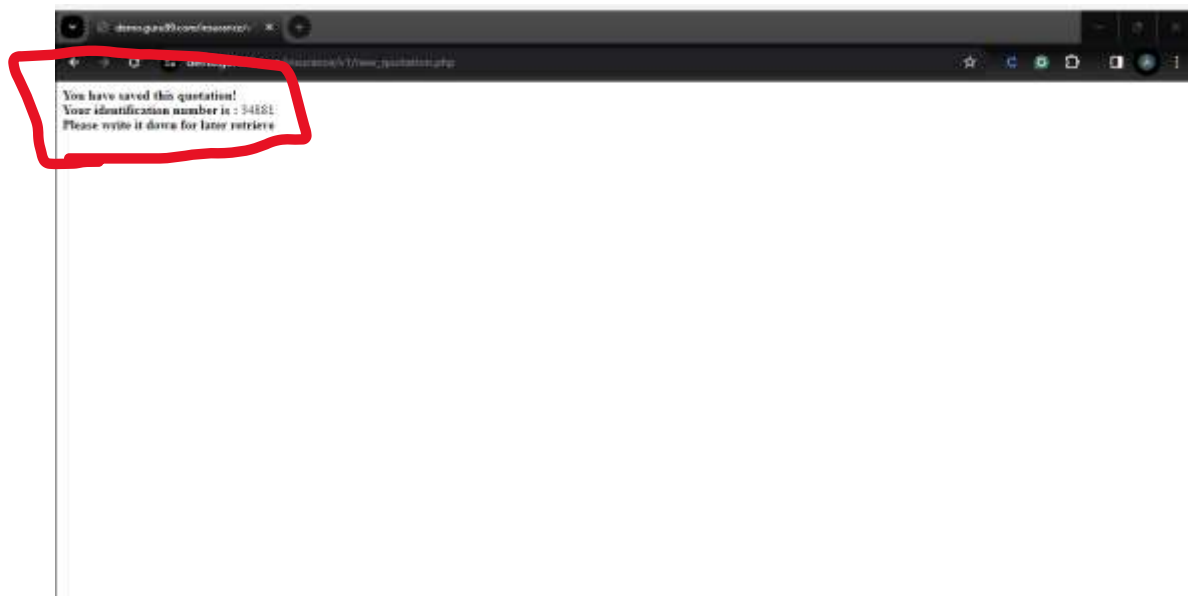 You have saved this quotation!
Your identification number is : 34881
Please write it down for later retrieve